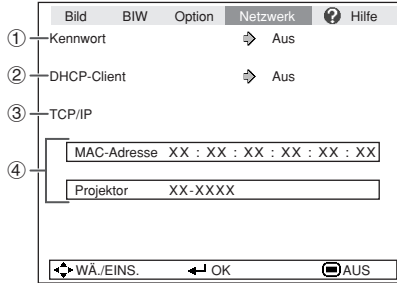 Bild BIW Option Netzwerk ? Hilfe
① Kennwort Aus
② DHCP-Client Aus
③ TCP/IP
④
MAC-Adresse XX : XX : XX : XX : XX : XX
Projektor XX-XXXX
WÄ./EINS. OK AUS